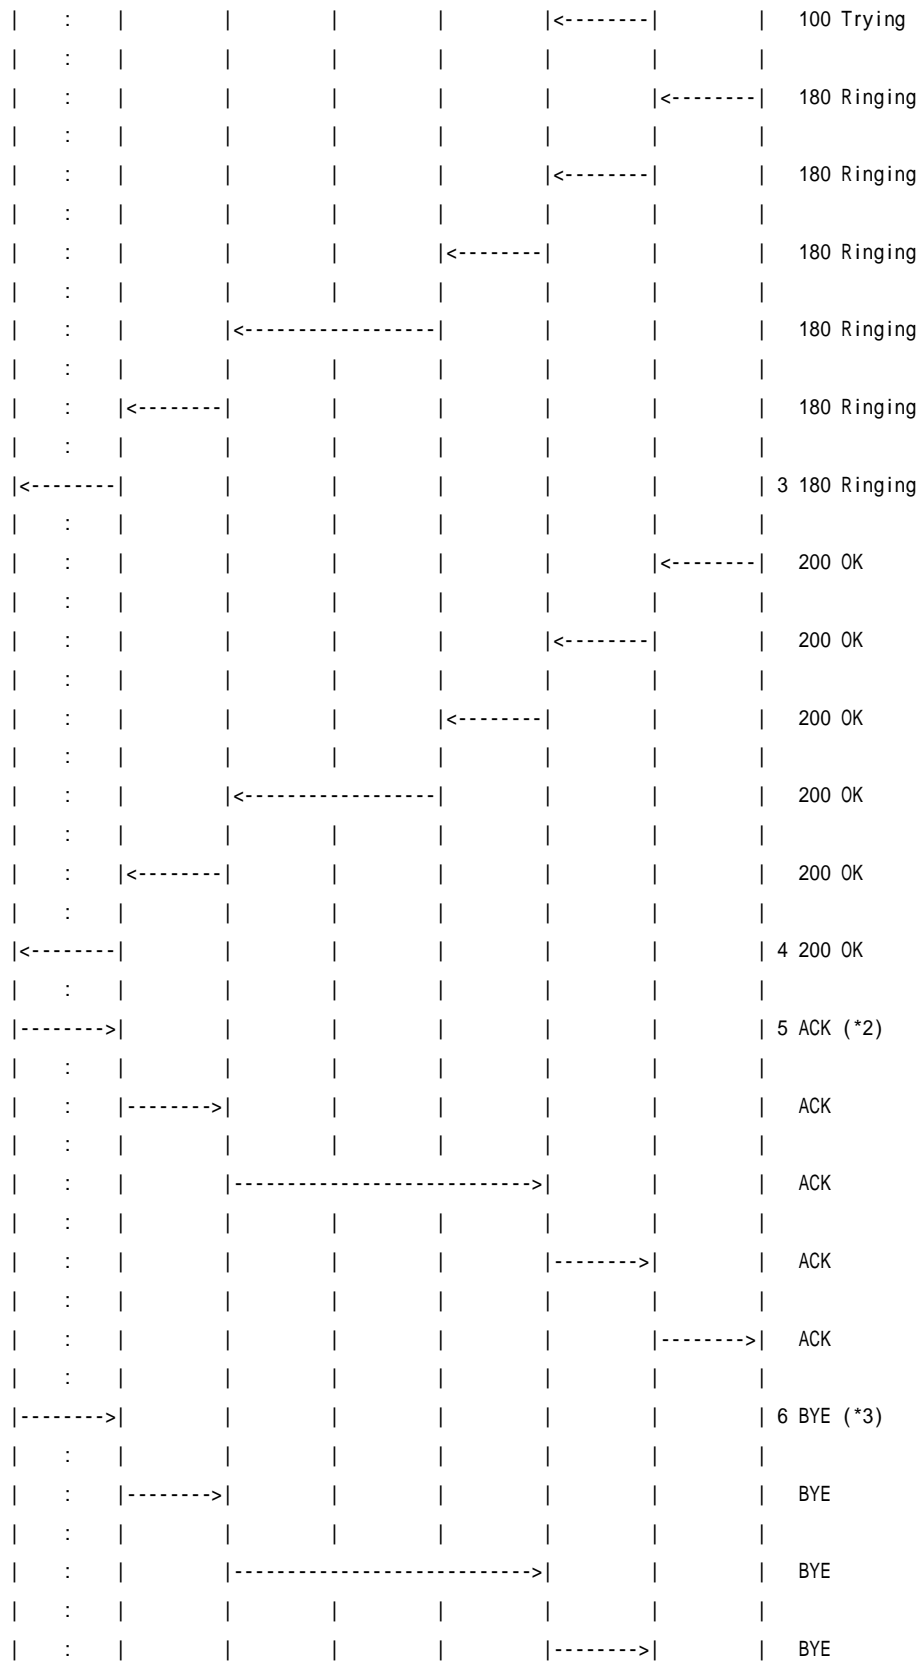 |    :    |         |         |         |         |<--------|         |   100 Trying
|    :    |         |         |         |         |         |         |
|    :    |         |         |         |         |         |<--------|   180 Ringing
|    :    |         |         |         |         |         |         |
|    :    |         |         |         |         |<--------|         |   180 Ringing
|    :    |         |         |         |         |         |         |
|    :    |         |         |         |<--------|         |         |   180 Ringing
|    :    |         |         |         |         |         |         |
|    :    |         |<------------------|         |         |         |   180 Ringing
|    :    |         |         |         |         |         |         |
|    :    |<--------|         |         |         |         |         |   180 Ringing
|    :    |         |         |         |         |         |         |
|<--------|         |         |         |         |         |         | 3 180 Ringing
|    :    |         |         |         |         |         |         |
|    :    |         |         |         |         |         |<--------|   200 OK
|    :    |         |         |         |         |         |         |
|    :    |         |         |         |         |<--------|         |   200 OK
|    :    |         |         |         |         |         |         |
|    :    |         |         |         |<--------|         |         |   200 OK
|    :    |         |         |         |         |         |         |
|    :    |         |<------------------|         |         |         |   200 OK
|    :    |         |         |         |         |         |         |
|    :    |<--------|         |         |         |         |         |   200 OK
|    :    |         |         |         |         |         |         |
|<--------|         |         |         |         |         |         | 4 200 OK
|    :    |         |         |         |         |         |         |
|-------->|         |         |         |         |         |         | 5 ACK (*2)
|    :    |         |         |         |         |         |         |
|    :    |-------->|         |         |         |         |         |   ACK
|    :    |         |         |         |         |         |         |
|    :    |         |---------------------------->|         |         |   ACK
|    :    |         |         |         |         |         |         |
|    :    |         |         |         |         |-------->|         |   ACK
|    :    |         |         |         |         |         |         |
|    :    |         |         |         |         |         |-------->|   ACK
|    :    |         |         |         |         |         |         |
|-------->|         |         |         |         |         |         | 6 BYE (*3)
|    :    |         |         |         |         |         |         |
|    :    |-------->|         |         |         |         |         |   BYE
|    :    |         |         |         |         |         |         |
|    :    |         |---------------------------->|         |         |   BYE
|    :    |         |         |         |         |         |         |
|    :    |         |         |         |         |-------->|         |   BYE